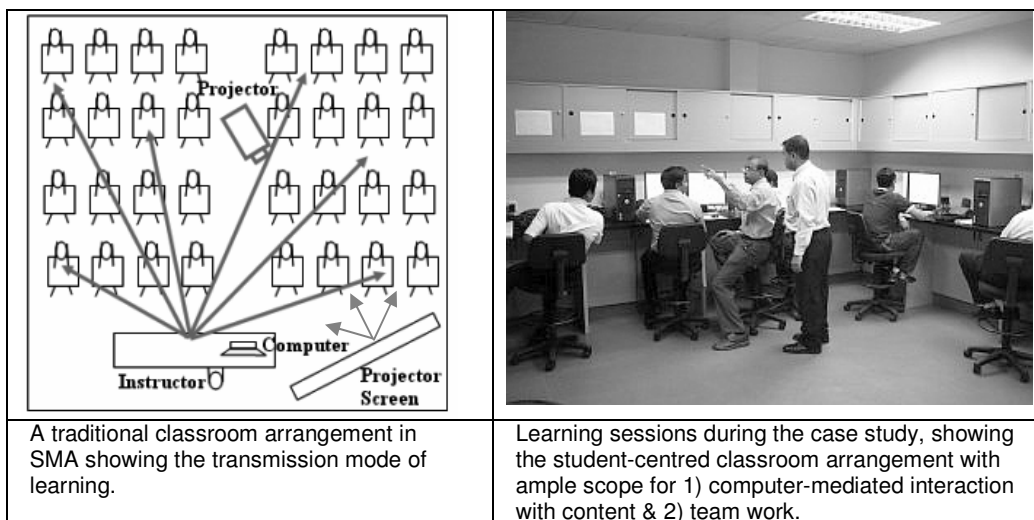 Projector
Computer
Instructor
Projector
Screen
A traditional classroom arrangement in
SMA showing the transmission mode of
learning.
Learning sessions during the case study, showing
the student-centred classroom arrangement with
ample scope for 1) computer-mediated interaction
with content & 2) team work.